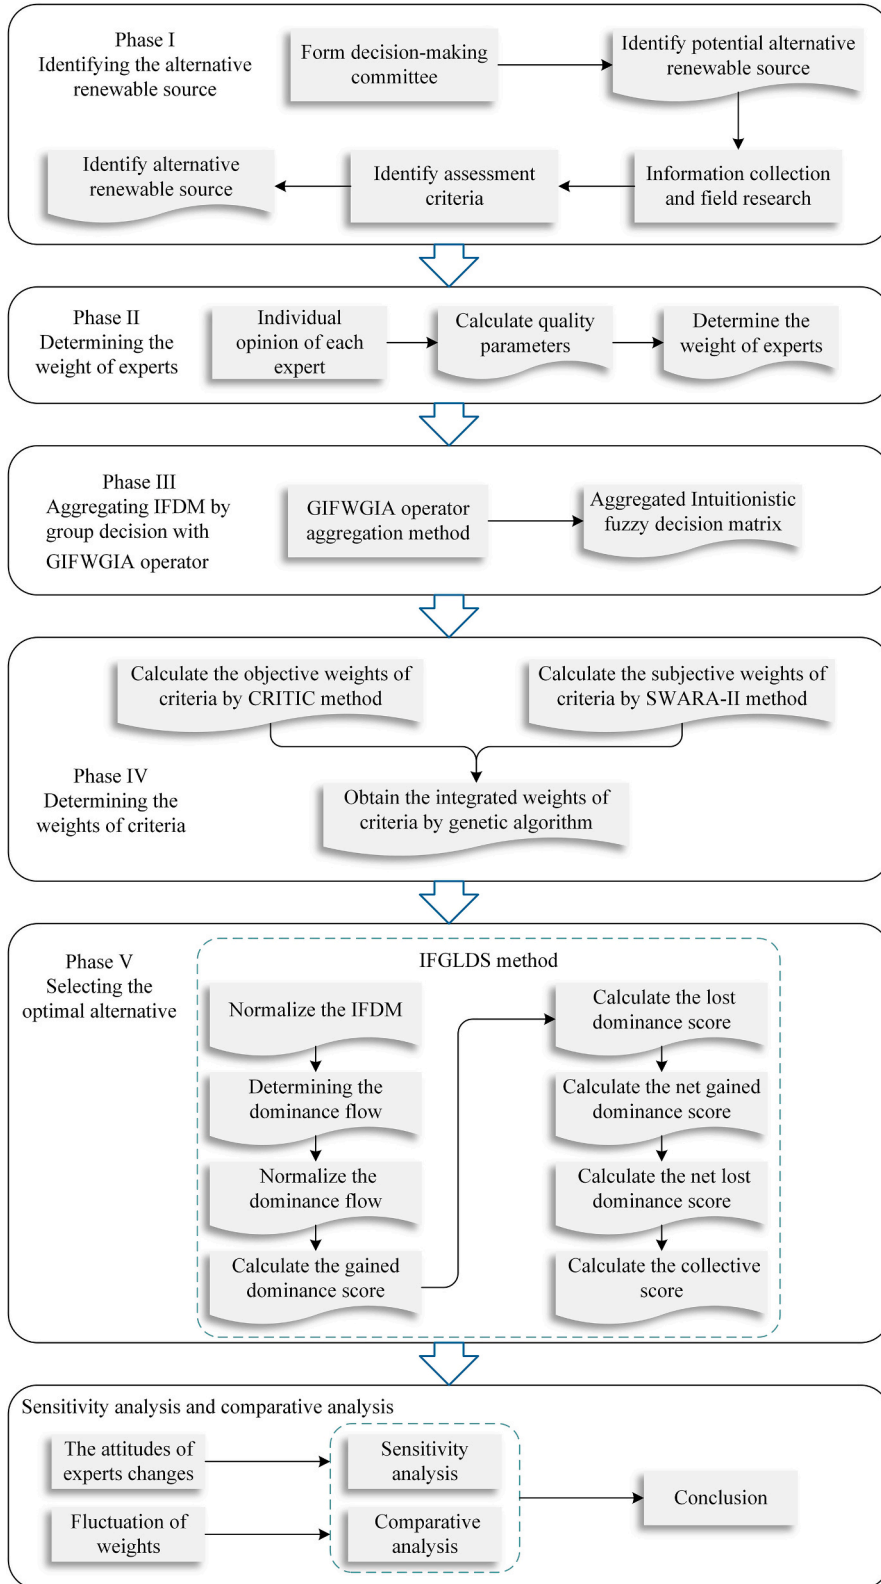 Phase I
Identifying the alternative
renewable source
Form decision-making
committee
Identify potential alternative
renewable source
Identify alternative
renewable source
Identify assessment
criteria
Information collection
and field research
Phase II
Determining the
weight of experts
Individual
opinion of each
expert
Calculate quality
parameters
Determine the
weight of experts
Phase III
Aggregating IFDM by
group decision with
GIFWGIA operator
GIFWGIA operator
aggregation method
Aggregated Intuitionistic
fuzzy decision matrix
Calculate the objective weights of
criteria by CRITIC method
Calculate the subjective weights of
criteria by SWARA-II method
Phase IV
Determining the
weights of criteria
Obtain the integrated weights of
criteria by genetic algorithm
Phase V
Selecting the
optimal alternative
IFGLDS method
Normalize the IFDM
Determining the
dominance flow
Normalize the
dominance flow
Calculate the gained
dominance score
Calculate the lost
dominance score
Calculate the net gained
dominance score
Calculate the net lost
dominance score
Calculate the collective
score
Sensitivity analysis and comparative analysis
The attitudes of
experts changes
Sensitivity
analysis
Fluctuation of
weights
Comparative
analysis
Conclusion